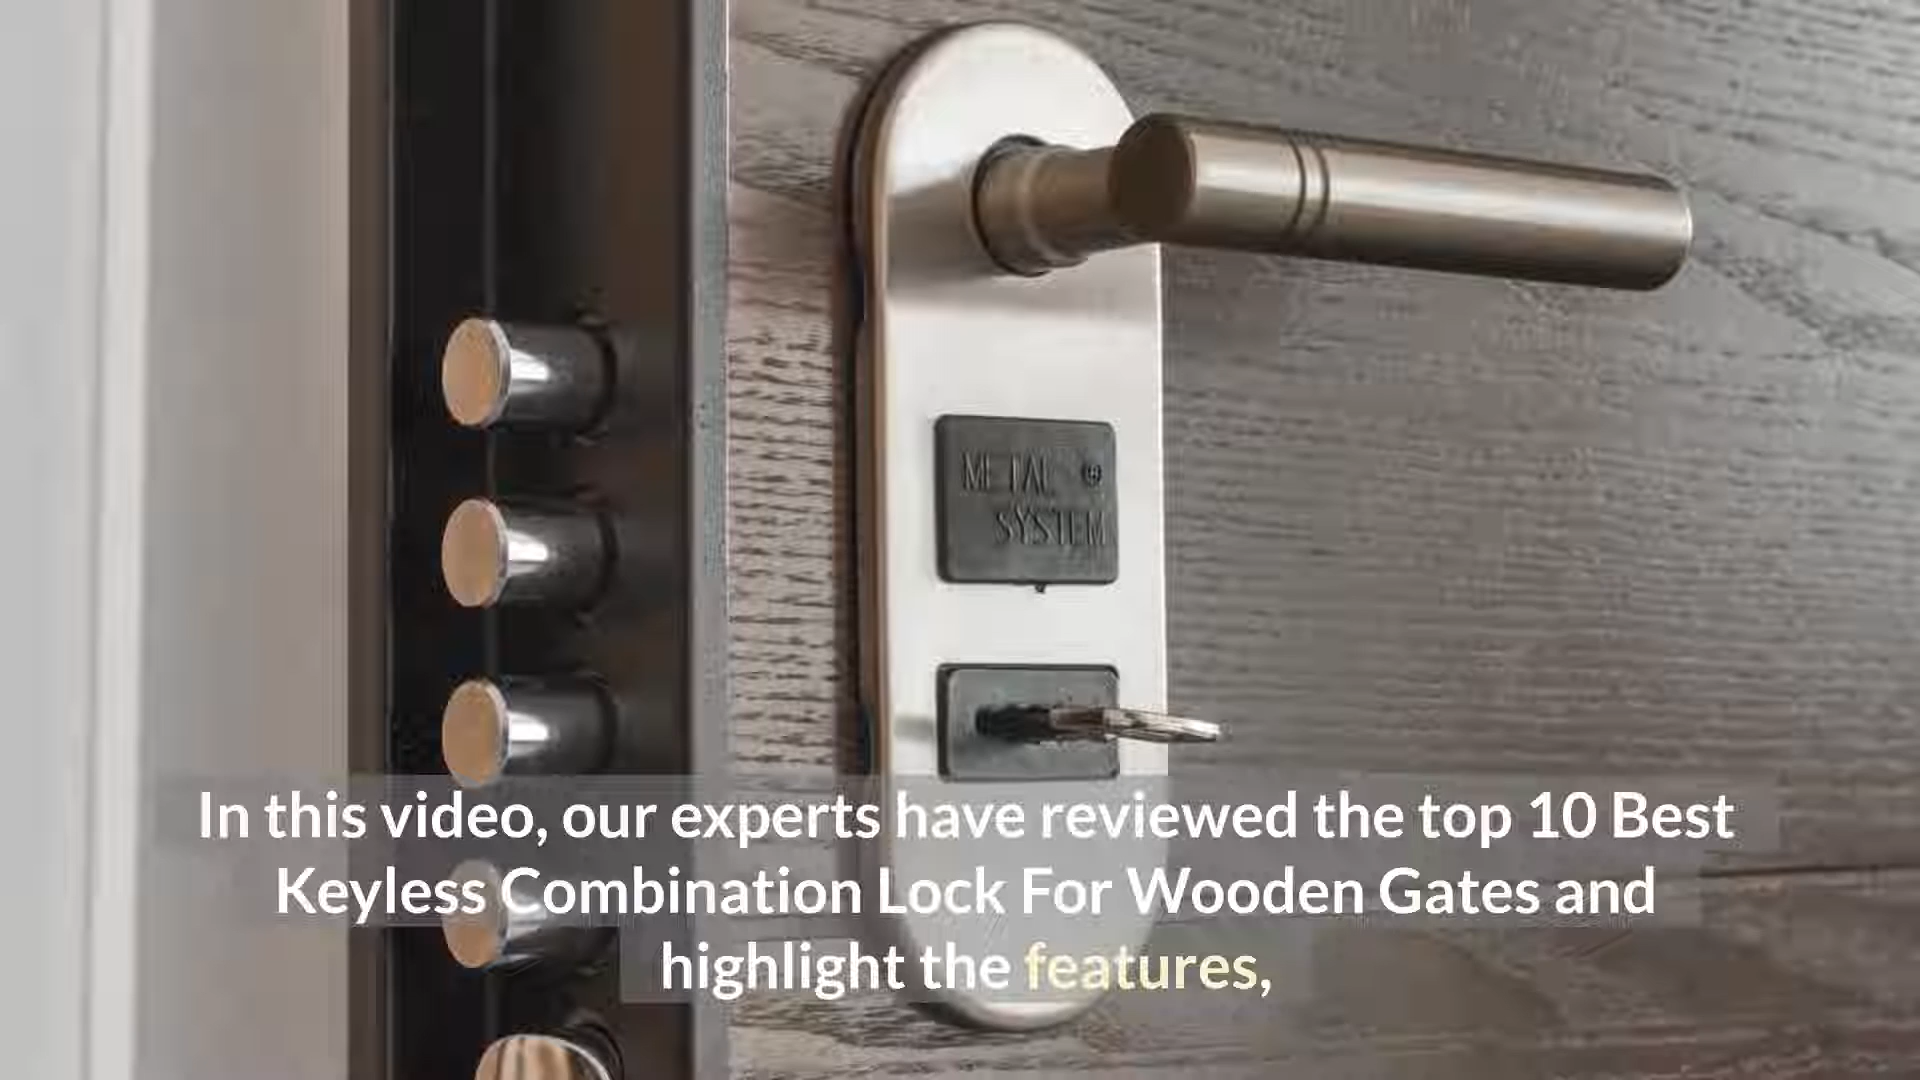 METAL
SYSTEM
In this video, our experts have reviewed the top 10 Best
Keyless Combination Lock For Wooden Gates and
highlight the features,